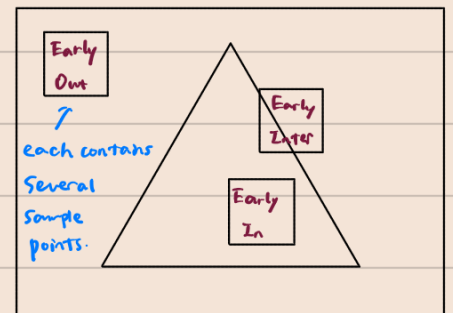 Early
Out
each contans
Several
Sample
points.
Early
Inter
Early
In